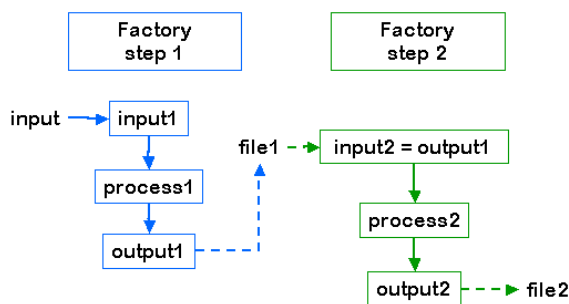 Factory
step 1
Factory
step 2
input
input1
process1
output1
file1
input2 = output1
process2
output2
file2